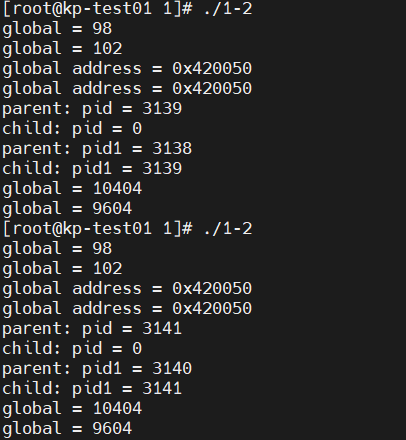 [root@kp-test01 1]# ./1-2
global = 98
global = 102
global address = 0x420050
global address = 0x420050
parent: pid = 3139
child: pid = 0
parent: pid1 = 3138
child: pid1 = 3139
global = 10404
global = 9604
[root@kp-test01 1]# ./1-2
global = 98
global = 102
global address = 0x420050
global address = 0x420050
parent: pid = 3141
child: pid = 0
parent: pid1 = 3140
child: pid1 = 3141
global = 10404
global = 9604